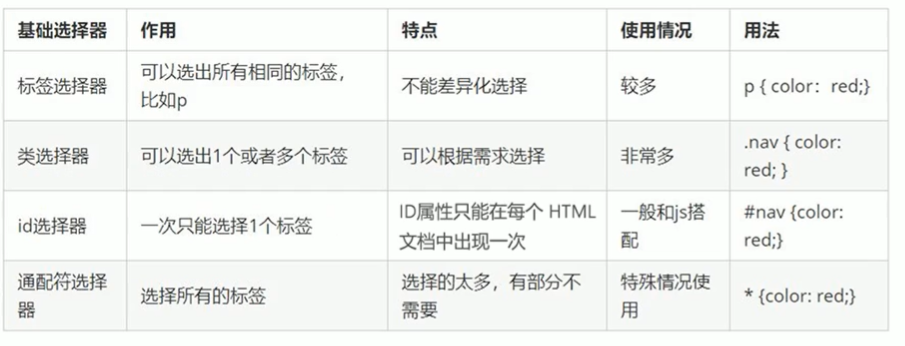 基础选择器 作用 特点 使用情况 用法
标签选择器 可以选出所有相同的标签，比如p 不能差异化选择 较多 p { color：red;}
类选择器 可以选出1个或者多个标签 可以根据需求选择 非常多 .nav { color: red; }
id选择器 一次只能选择1个标签 ID属性只能在每个 HTML 文档中出现一次 一般和js搭配 #nav {color: red;}
通配符选择器 选择所有的标签 选择的太多，有部分不需要 特殊情况使用 * {color: red;}